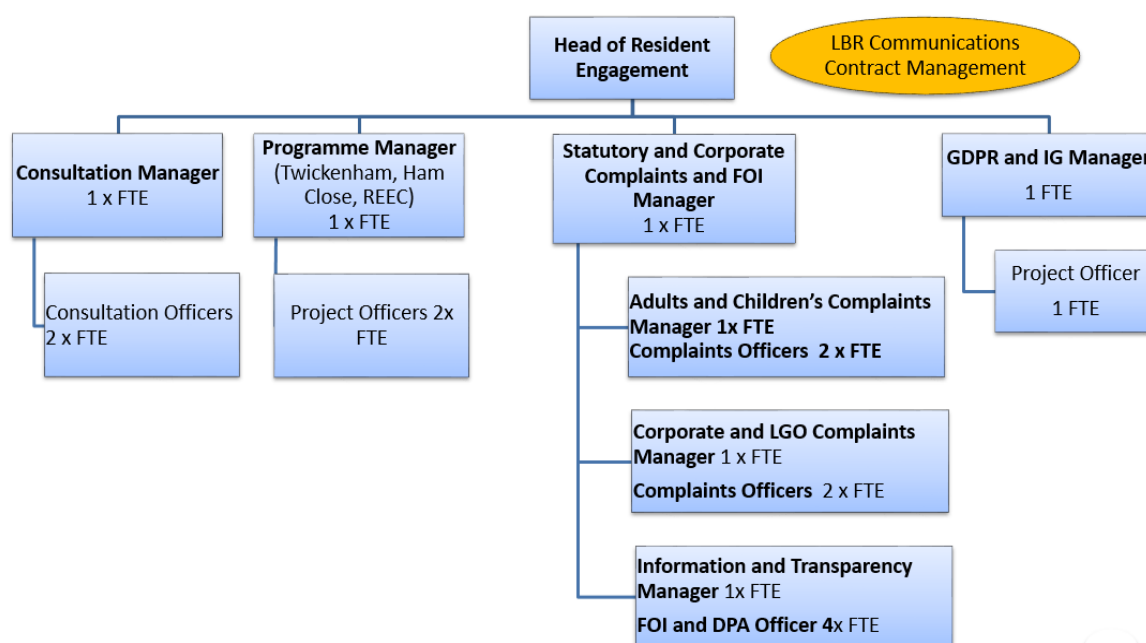 Head of Resident
Engagement
LBR Communications
Contract Management
Consultation Manager
1 x FTE
Programme Manager
(Twickenham, Ham
Close, REEC)
1 x FTE
Statutory and Corporate
Complaints and FOI
Manager
1 x FTE
GDPR and IG Manager
1 FTE
Consultation Officers
2 x FTE
Project Officers 2x
FTE
Project Officer
1 FTE
Adults and Children’s Complaints
Manager 1x FTE
Complaints Officers 2 x FTE
Corporate and LGO Complaints
Manager 1 x FTE
Complaints Officers 2 x FTE
Information and Transparency
Manager 1x FTE
FOI and DPA Officer 4x FTE